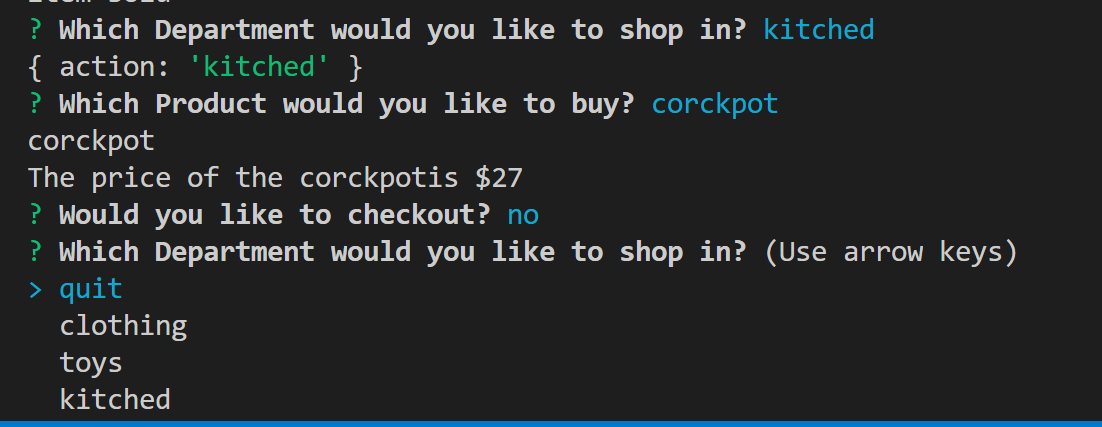 ? Which Department would you like to shop in? kitched
{ action: 'kitched' }
? Which Product would you like to buy? corckpot
corckpot
The price of the corckpotis $27
? Would you like to checkout? no
? Which Department would you like to shop in? (Use arrow keys)
> quit
clothing
toys
kitched